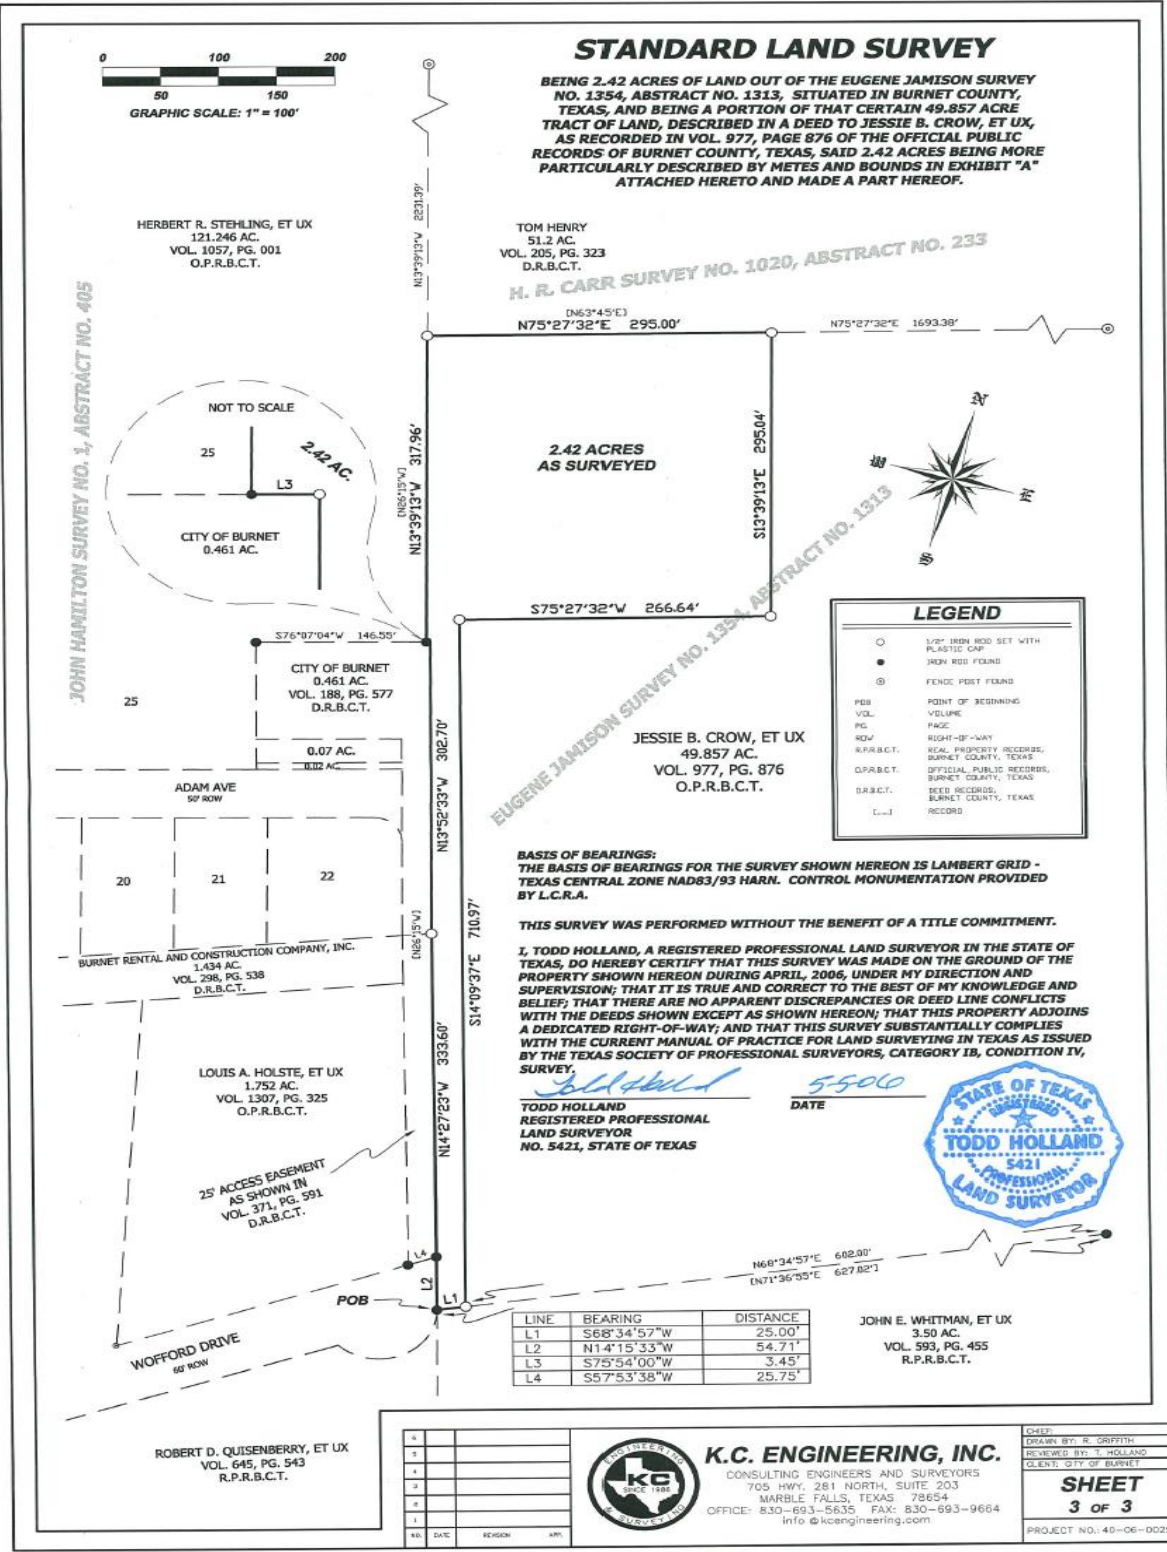 STANDARD LAND SURVEY
BEING 2.42 ACRES OF LAND OUT OF THE EUGENE JAMISON SURVEY
NO. 1354, ABSTRACT NO. 1313, SITUATED IN BURNET COUNTY,
TEXAS, AND BEING A PORTION OF THAT CERTAIN 49.857 ACRE
TRACT OF LAND, DESCRIBED IN A DEED TO JESSIE B. CROW, ET UX,
AS RECORDED IN VOL. 977, PAGE 876 OF THE OFFICIAL PUBLIC
RECORDS OF BURNET COUNTY, TEXAS, SAID 2.42 ACRES BEING MORE
PARTICULARLY DESCRIBED BY METES AND BOUNDS IN EXHIBIT "A"
ATTACHED HERETO AND MADE A PART HEREOF.
0 100 200
50 150
GRAPHIC SCALE: 1" = 100'
HERBERT R. STEHLING, ET UX
121.246 AC.
VOL. 1057, PG. 001
O.P.R.B.C.T.
N13°39'13"W 2231.39'
TOM HENRY
51.2 AC.
VOL. 205, PG. 323
D.R.B.C.T.
H. R. CARR SURVEY NO. 1020, ABSTRACT NO. 233
JOHN HAMILTON SURVEY NO. 1, ABSTRACT NO. 405
[N63°45'E]
N75°27'32"E 295.00'
N75°27'32"E 1693.38'
NOT TO SCALE
25
2.42 AC.
L3
CITY OF BURNET
0.461 AC.
[N26°15'W]
N13°39'13"W 317.96'
2.42 ACRES
AS SURVEYED
S13°39'13"E 295.04'
N
W
E
S
EUGENE JAMISON SURVEY NO. 1354, ABSTRACT NO. 1313
S75°27'32"W 266.64'
S76°07'04"W 146.55'
CITY OF BURNET
0.461 AC.
VOL. 188, PG. 577
D.R.B.C.T.
25
0.07 AC.
0.02 AC.
ADAM AVE
50' ROW
20
21
22
N13°52'33"W 302.70'
JESSIE B. CROW, ET UX
49.857 AC.
VOL. 977, PG. 876
O.P.R.B.C.T.
LEGEND
1/2" IRON ROD SET WITH
PLASTIC CAP
IRON ROD FOUND
FENCE POST FOUND
POB POINT OF BEGINNING
VOL. VOLUME
PG. PAGE
ROW RIGHT-OF-WAY
R.P.R.B.C.T. REAL PROPERTY RECORDS,
BURNET COUNTY, TEXAS
O.P.R.B.C.T. OFFICIAL PUBLIC RECORDS,
BURNET COUNTY, TEXAS
D.R.B.C.T. DEED RECORDS,
BURNET COUNTY, TEXAS
[....] RECORD
BURNET RENTAL AND CONSTRUCTION COMPANY, INC.
1.434 AC.
VOL. 298, PG. 538
D.R.B.C.T.
[N26°15'W]
S14°09'37"E 710.97'
BASIS OF BEARINGS:
THE BASIS OF BEARINGS FOR THE SURVEY SHOWN HEREON IS LAMBERT GRID -
TEXAS CENTRAL ZONE NAD83/93 HARN. CONTROL MONUMENTATION PROVIDED
BY L.C.R.A.
THIS SURVEY WAS PERFORMED WITHOUT THE BENEFIT OF A TITLE COMMITMENT.
I, TODD HOLLAND, A REGISTERED PROFESSIONAL LAND SURVEYOR IN THE STATE OF
TEXAS, DO HEREBY CERTIFY THAT THIS SURVEY WAS MADE ON THE GROUND OF THE
PROPERTY SHOWN HEREON DURING APRIL, 2006, UNDER MY DIRECTION AND
SUPERVISION; THAT IT IS TRUE AND CORRECT TO THE BEST OF MY KNOWLEDGE AND
BELIEF; THAT THERE ARE NO APPARENT DISCREPANCIES OR DEED LINE CONFLICTS
WITH THE DEEDS SHOWN EXCEPT AS SHOWN HEREON; THAT THIS PROPERTY ADJOINS
A DEDICATED RIGHT-OF-WAY; AND THAT THIS SURVEY SUBSTANTIALLY COMPLIES
WITH THE CURRENT MANUAL OF PRACTICE FOR LAND SURVEYING IN TEXAS AS ISSUED
BY THE TEXAS SOCIETY OF PROFESSIONAL SURVEYORS, CATEGORY IB, CONDITION IV,
SURVEY.
Todd Holland 5-5-06
TODD HOLLAND DATE
REGISTERED PROFESSIONAL
LAND SURVEYOR
NO. 5421, STATE OF TEXAS
STATE OF TEXAS
REGISTERED
TODD HOLLAND
5421
PROFESSIONAL
LAND SURVEYOR
LOUIS A. HOLSTE, ET UX
1.752 AC.
VOL. 1307, PG. 325
O.P.R.B.C.T.
N14°27'23"W 333.60'
25' ACCESS EASEMENT
AS SHOWN IN
VOL. 371, PG. 591
D.R.B.C.T.
L4
L2
L1
POB
WOFFORD DRIVE
60' ROW
N68°34'57"E 602.00'
[N71°36'55"E 627.02']
LINE BEARING DISTANCE
L1 S68°34'57"W 25.00'
L2 N14°15'33"W 54.71'
L3 S75°54'00"W 3.45'
L4 S57°53'38"W 25.75'
JOHN E. WHITMAN, ET UX
3.50 AC.
VOL. 593, PG. 455
R.P.R.B.C.T.
ROBERT D. QUISENBERRY, ET UX
VOL. 645, PG. 543
R.P.R.B.C.T.
6
5
4
3
2
1
NO. DATE REVISION APP.
ENGINEERING
KC
SINCE 1986
& SURVEYING
K.C. ENGINEERING, INC.
CONSULTING ENGINEERS AND SURVEYORS
705 HWY. 281 NORTH, SUITE 203
MARBLE FALLS, TEXAS 78654
OFFICE: 830-693-5635 FAX: 830-693-9664
info@kcengineering.com
CHIEF:
DRAWN BY: R. GRIFFITH
REVIEWED BY: T. HOLLAND
CLIENT: CITY OF BURNET
SHEET
3 OF 3
PROJECT NO.: 40-06-002